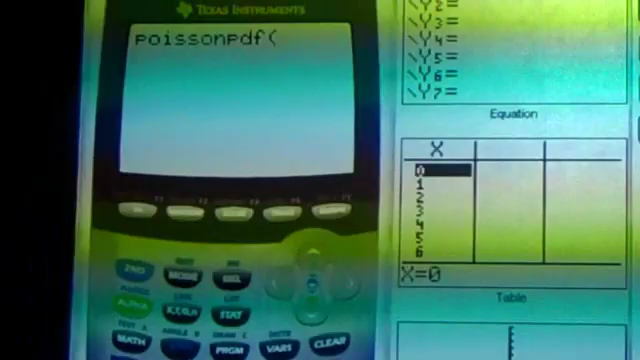 TEXAS INSTRUMENTS
poissonpdf(
\Y2=
\Y3=
\Y4=
\Y5=
\Y6=
\Y7=
Equation
X
0
1
2
3
4
5
6
X=0
Table
2ND
MODE
DEL
ALPHA
X,T,θ,n
STAT
MATH
PRGM
VARS
CLEAR